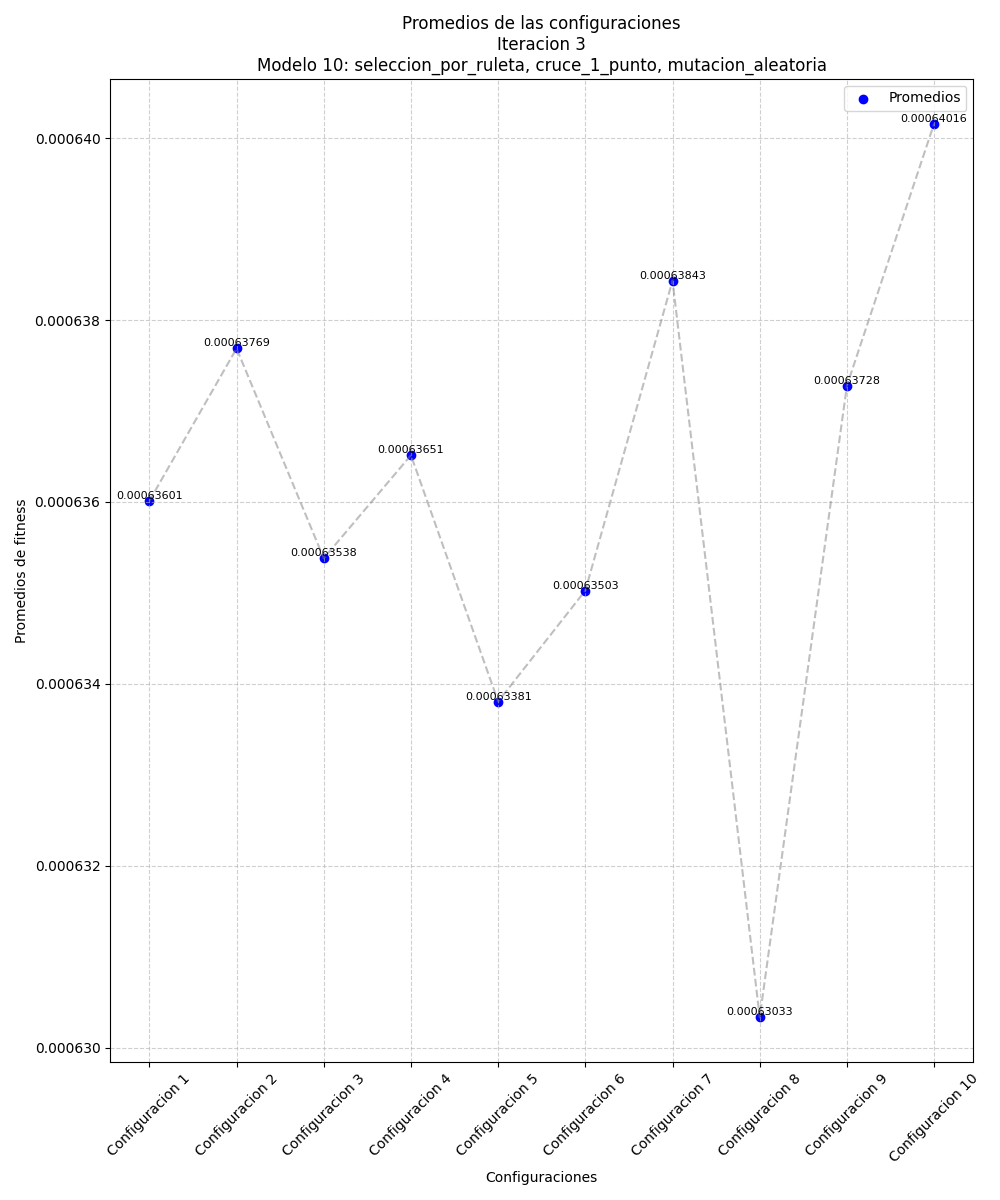 Promedios de las configuraciones
Iteracion 3
Modelo 10: seleccion_por_ruleta, cruce_1_punto, mutacion_aleatoria
Promedios
0.00064016
0.000640
0.00063843
0.000638
0.00063769
0.00063728
0.00063651
0.00063601
0.000636
0.00063538
0.00063503
0.000634
0.00063381
0.000632
0.00063033
0.000630
Promedios de fitness
Configuracion 1
Configuracion 2
Configuracion 3
Configuracion 4
Configuracion 5
Configuracion 6
Configuracion 7
Configuracion 8
Configuracion 9
Configuracion 10
Configuraciones